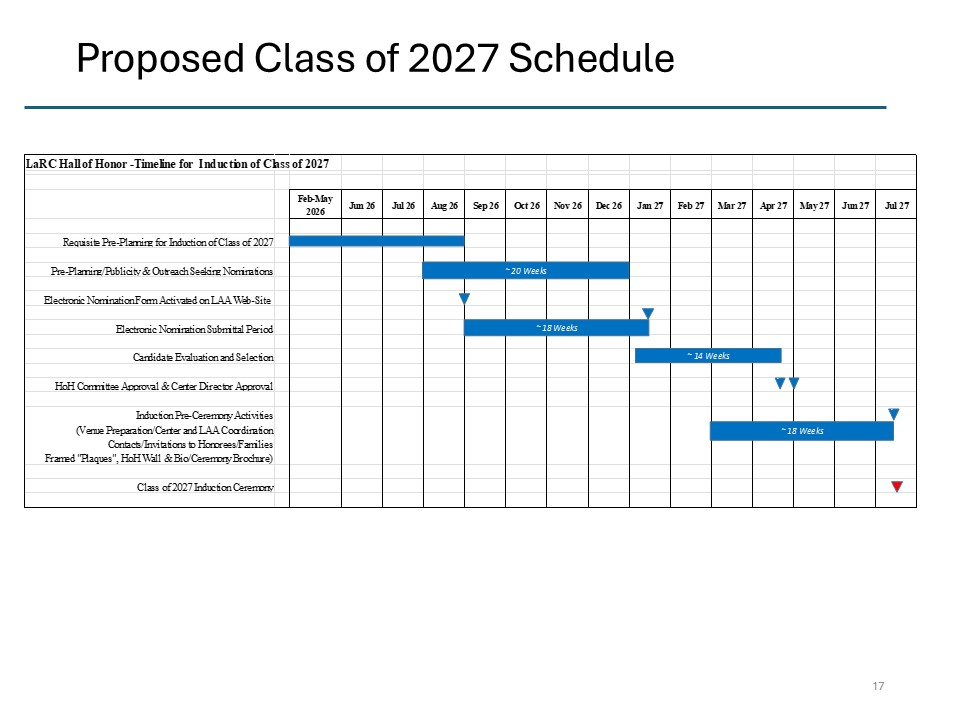 Proposed Class of 2027 Schedule
LaRC Hall of Honor -Timeline for Induction of Class of 2027
Feb-May 2026 Jun 26 Jul 26 Aug 26 Sep 26 Oct 26 Nov 26 Dec 26 Jan 27 Feb 27 Mar 27 Apr 27 May 27 Jun 27 Jul 27
Requisite Pre-Planning for Induction of Class of 2027
Pre-Planning/Publicity & Outreach Seeking Nominations ~ 20 Weeks
Electronic Nomination Form Activated on LAA Web-Site
Electronic Nomination Submittal Period ~ 18 Weeks
Candidate Evaluation and Selection ~ 14 Weeks
HoH Committee Approval & Center Director Approval
Induction Pre-Ceremony Activities
(Venue Preparation/Center and LAA Coordination ~ 18 Weeks
Contacts/Invitations to Honorees/Families
Framed "Plaques", HoH Wall & Bio/Ceremony Brochure)
Class of 2027 Induction Ceremony
17